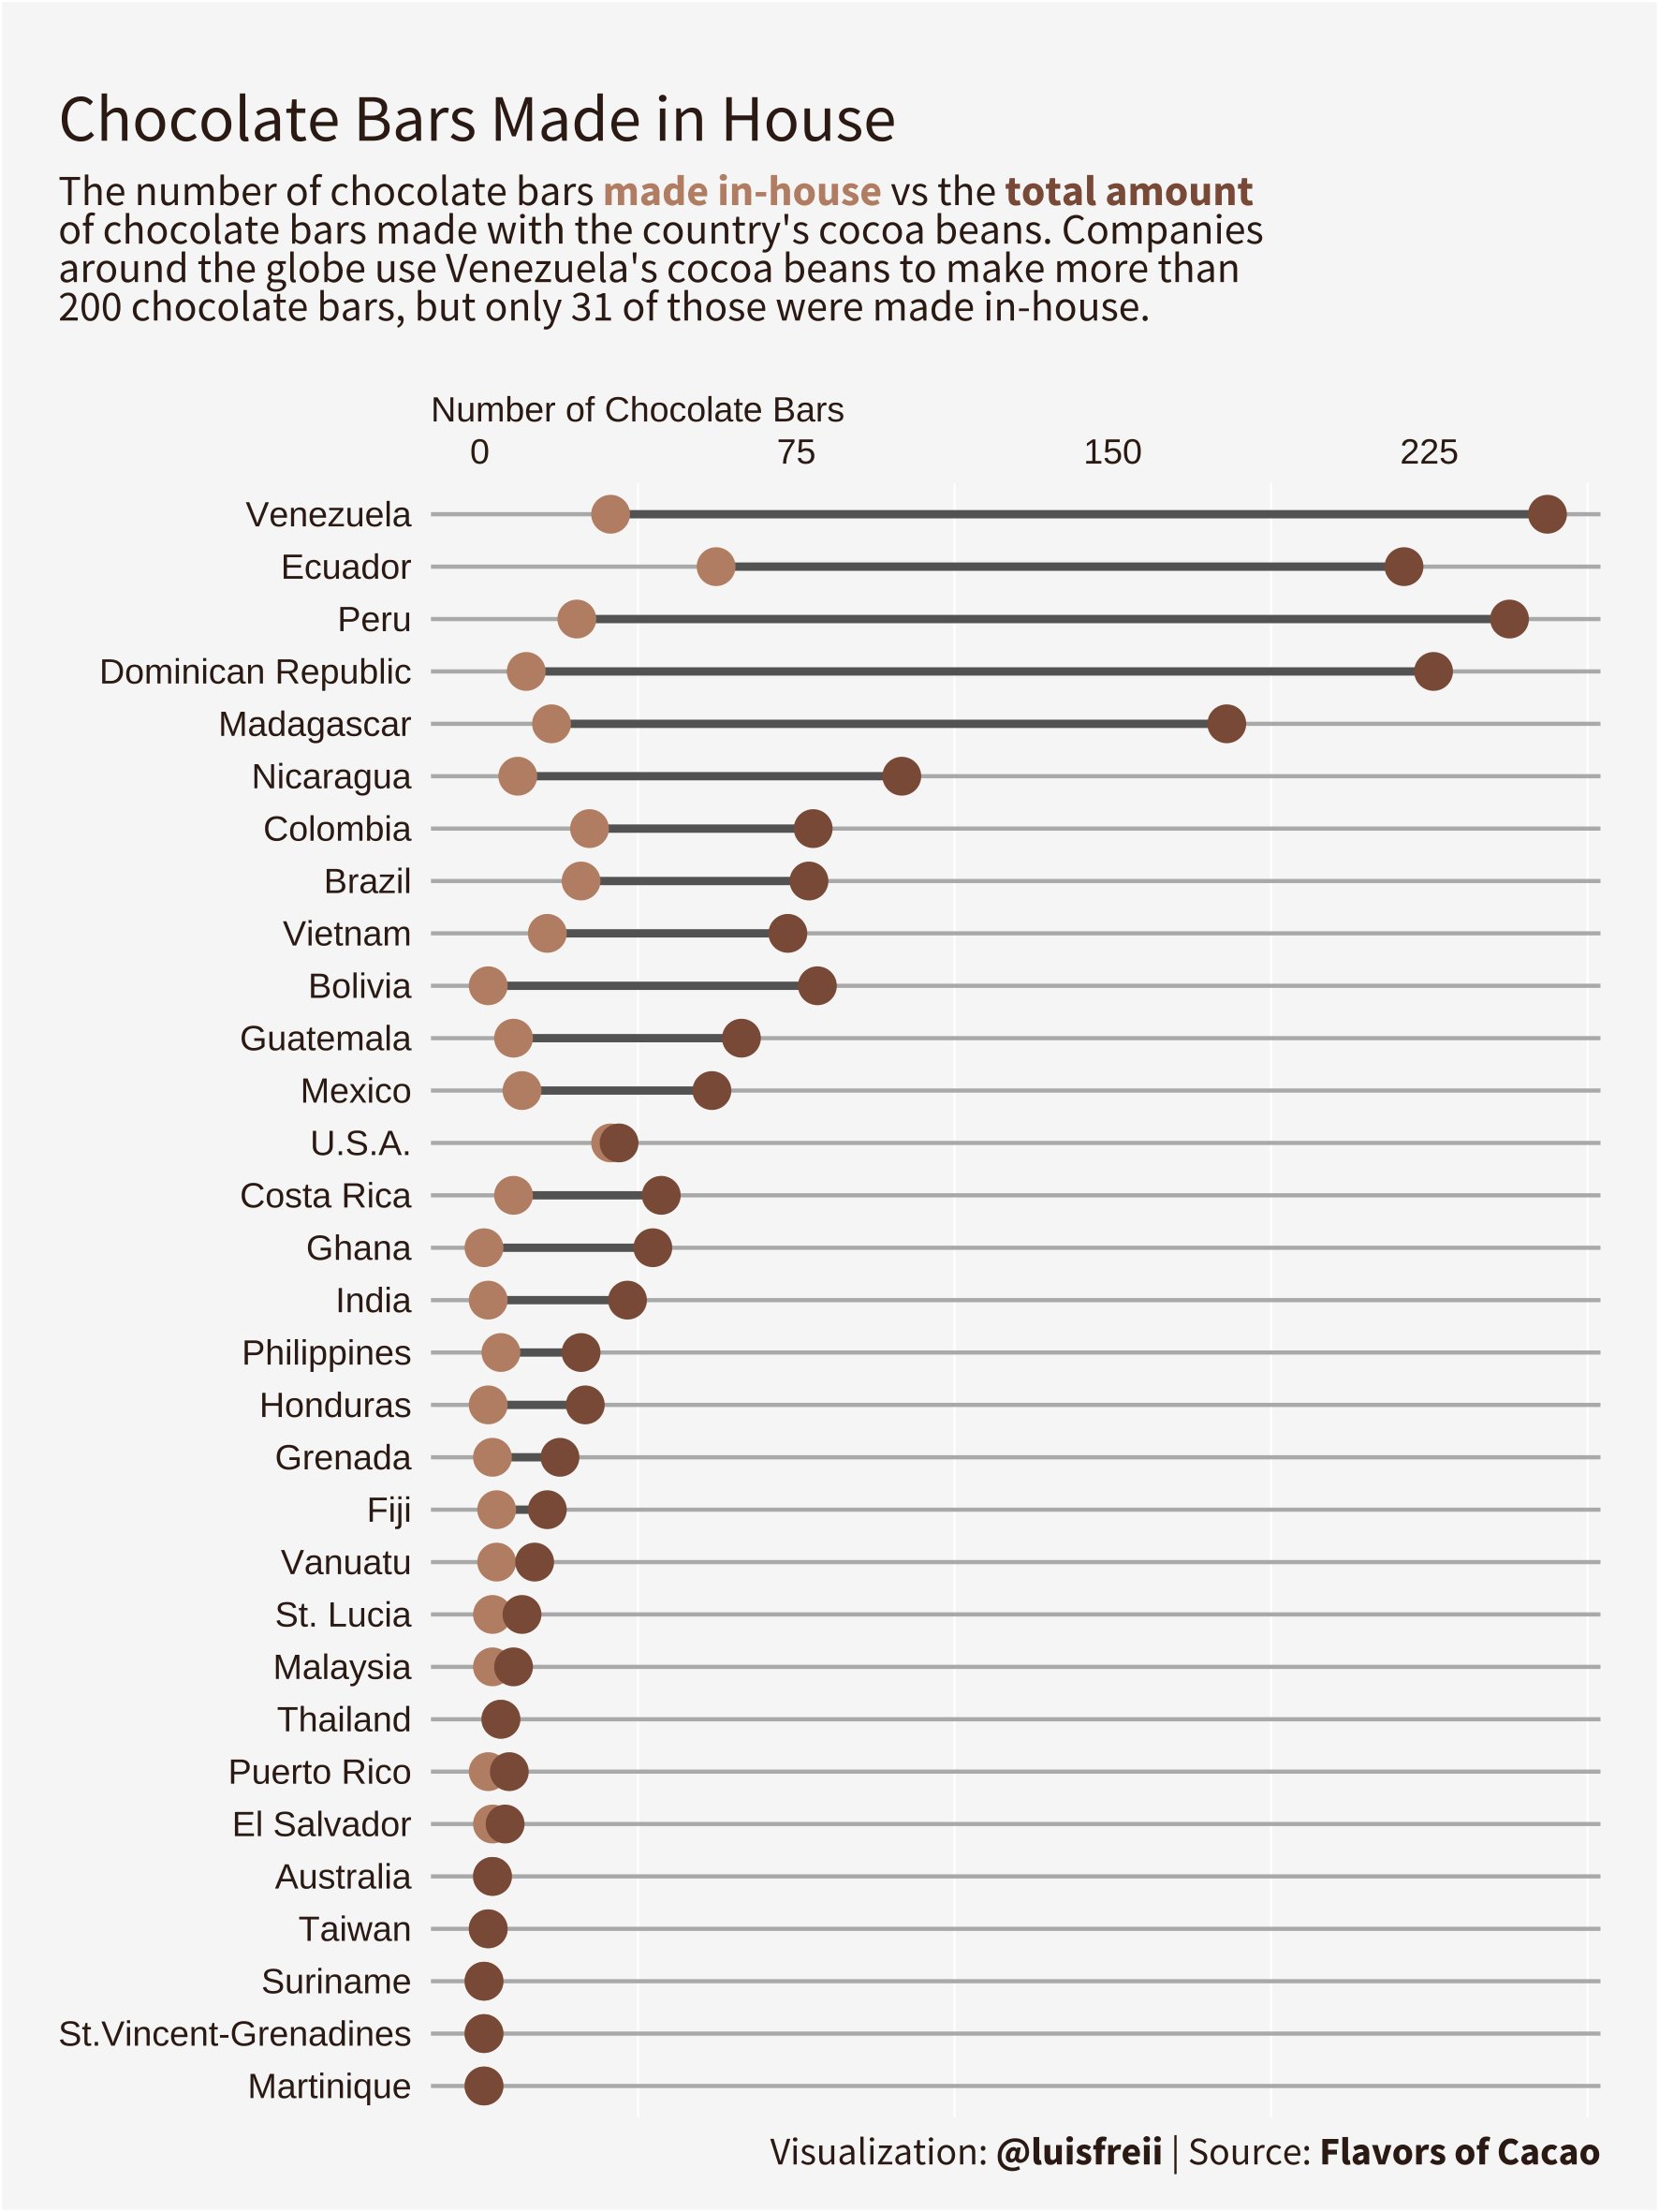 Chocolate Bars Made in House
The number of chocolate bars made in-house vs the total amount
of chocolate bars made with the country's cocoa beans. Companies
around the globe use Venezuela's cocoa beans to make more than
200 chocolate bars, but only 31 of those were made in-house.
Number of Chocolate Bars
0 75 150 225
Venezuela
Ecuador
Peru
Dominican Republic
Madagascar
Nicaragua
Colombia
Brazil
Vietnam
Bolivia
Guatemala
Mexico
U.S.A.
Costa Rica
Ghana
India
Philippines
Honduras
Grenada
Fiji
Vanuatu
St. Lucia
Malaysia
Thailand
Puerto Rico
El Salvador
Australia
Taiwan
Suriname
St.Vincent-Grenadines
Martinique
Visualization: @luisfreii | Source: Flavors of Cacao